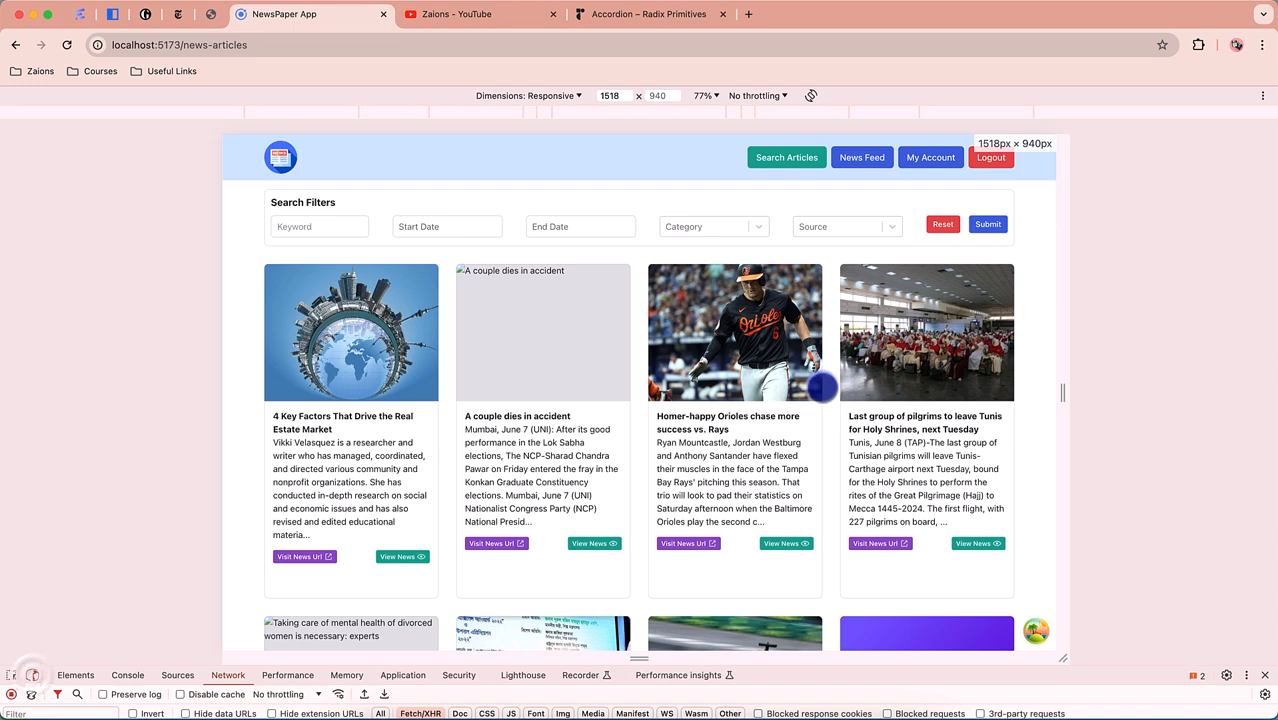 NewsPaper App
Zaions - YouTube
Accordion – Radix Primitives
localhost:5173/news-articles
Zaions
Courses
Useful Links
Dimensions: Responsive
1518
×
940
77%
No throttling
1518px × 940px
Search Articles
News Feed
My Account
Logout
Search Filters
Keyword
Start Date
End Date
Category
Source
Reset
Submit
A couple dies in accident
4 Key Factors That Drive the Real
Estate Market
Vikki Velasquez is a researcher and
writer who has managed, coordinated,
and directed various community and
nonprofit organizations. She has
conducted in-depth research on social
and economic issues and has also
revised and edited educational
materia...
Visit News Url
View News
A couple dies in accident
Mumbai, June 7 (UNI): After its good
performance in the Lok Sabha
elections, The NCP-Sharad Chandra
Pawar on Friday entered the fray in the
Konkan Graduate Constituency
elections. Mumbai, June 7 (UNI)
Nationalist Congress Party (NCP)
National Presid...
Visit News Url
View News
Homer-happy Orioles chase more
success vs. Rays
Ryan Mountcastle, Jordan Westburg
and Anthony Santander have flexed
their muscles in the face of the Tampa
Bay Rays' pitching this season. That
trio will look to pad their statistics on
Saturday afternoon when the Baltimore
Orioles play the second c...
Visit News Url
View News
Last group of pilgrims to leave Tunis
for Holy Shrines, next Tuesday
Tunis, June 8 (TAP)-The last group of
Tunisian pilgrims will leave Tunis-
Carthage airport next Tuesday, bound
for the Holy Shrines to perform the
rites of the Great Pilgrimage (Hajj) to
Mecca 1445-2024. The first flight, with
227 pilgrims on board, ...
Visit News Url
View News
Taking care of mental health of divorced
women is necessary: experts
Elements
Console
Sources
Network
Performance
Memory
Application
Security
Lighthouse
Recorder
Performance insights
2
Preserve log
Disable cache
No throttling
Filter
Invert
Hide data URLs
Hide extension URLs
All
Fetch/XHR
Doc
CSS
JS
Font
Img
Media
Manifest
WS
Wasm
Other
Blocked response cookies
Blocked requests
3rd-party requests